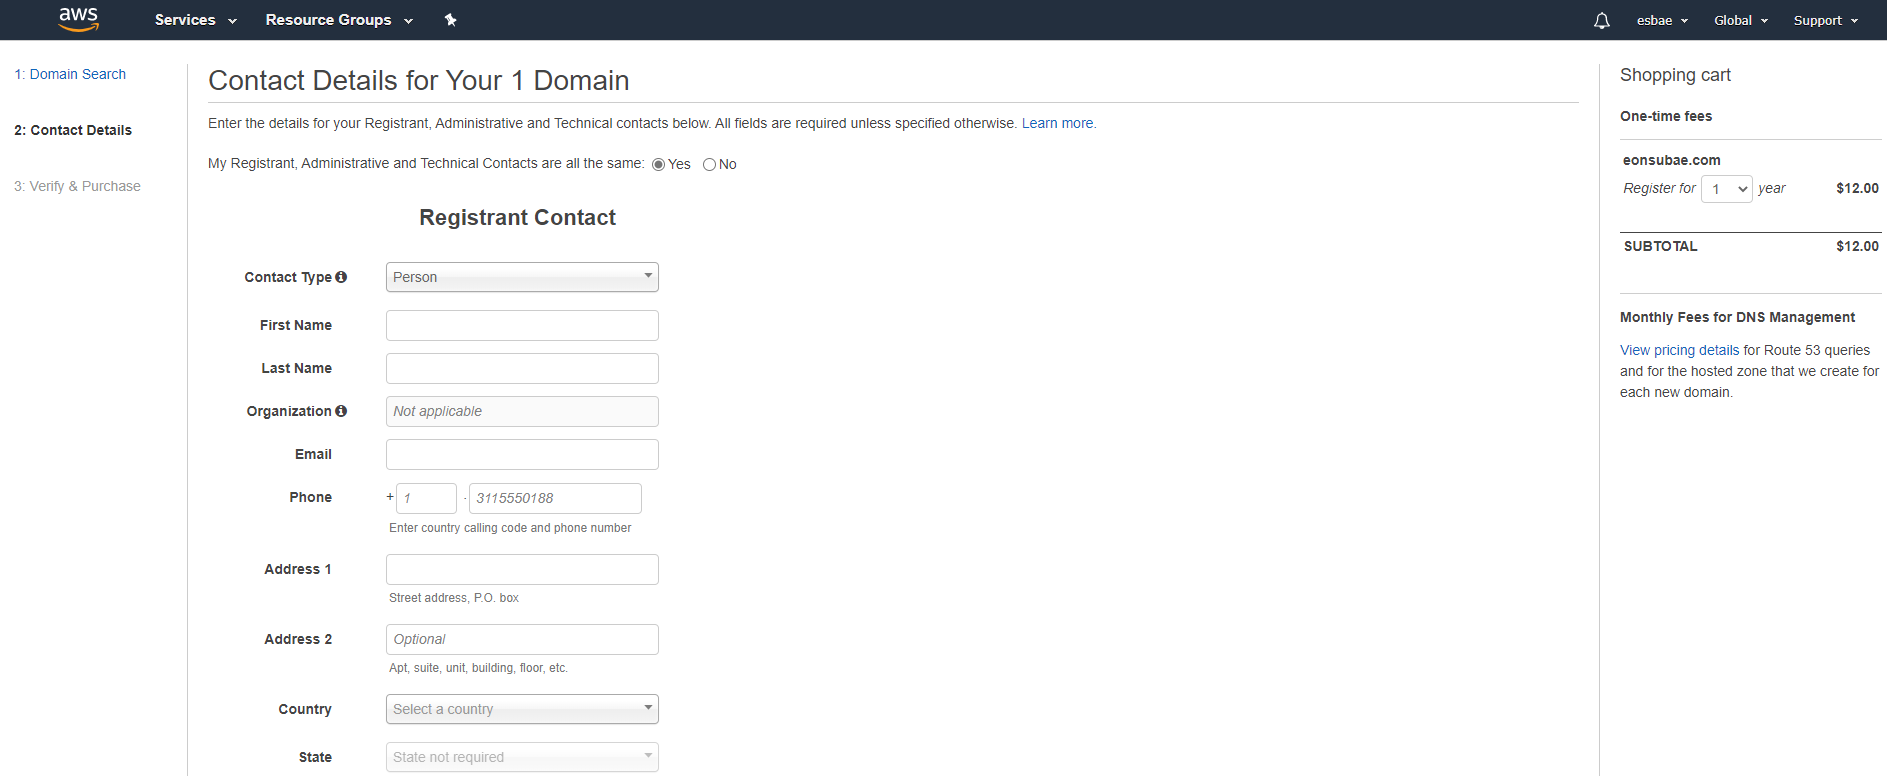 aws Services Resource Groups esbae Global Support
1: Domain Search
2: Contact Details
3: Verify & Purchase
Contact Details for Your 1 Domain
Enter the details for your Registrant, Administrative and Technical contacts below. All fields are required unless specified otherwise. Learn more.
My Registrant, Administrative and Technical Contacts are all the same: Yes No
Registrant Contact
Contact Type Person
First Name
Last Name
Organization Not applicable
Email
Phone + 1 . 3115550188
Enter country calling code and phone number
Address 1
Street address, P.O. box
Address 2 Optional
Apt, suite, unit, building, floor, etc.
Country Select a country
State State not required
Shopping cart
One-time fees
eonsubae.com
Register for 1 year $12.00
SUBTOTAL $12.00
Monthly Fees for DNS Management
View pricing details for Route 53 queries
and for the hosted zone that we create for
each new domain.